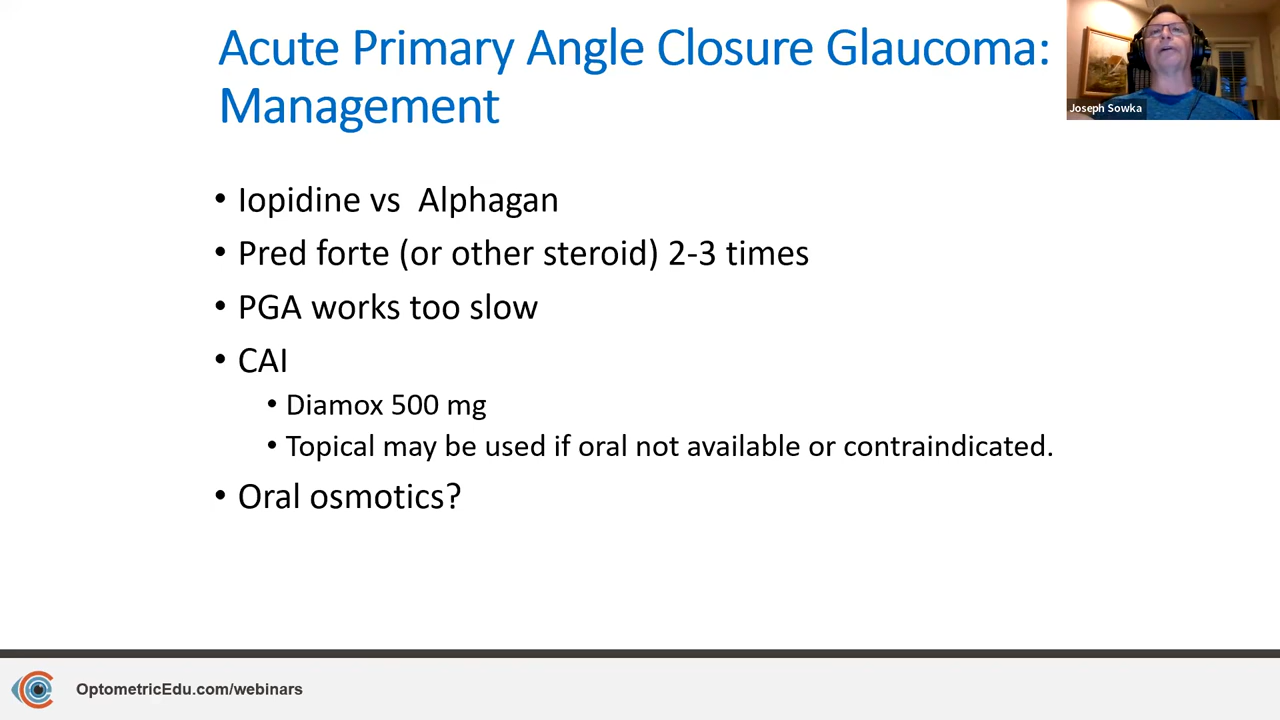 Acute Primary Angle Closure Glaucoma:
Management
Joseph Sowka
• Iopidine vs  Alphagan
• Pred forte (or other steroid) 2-3 times
• PGA works too slow
• CAI
• Diamox 500 mg
• Topical may be used if oral not available or contraindicated.
• Oral osmotics?
OptometricEdu.com/webinars